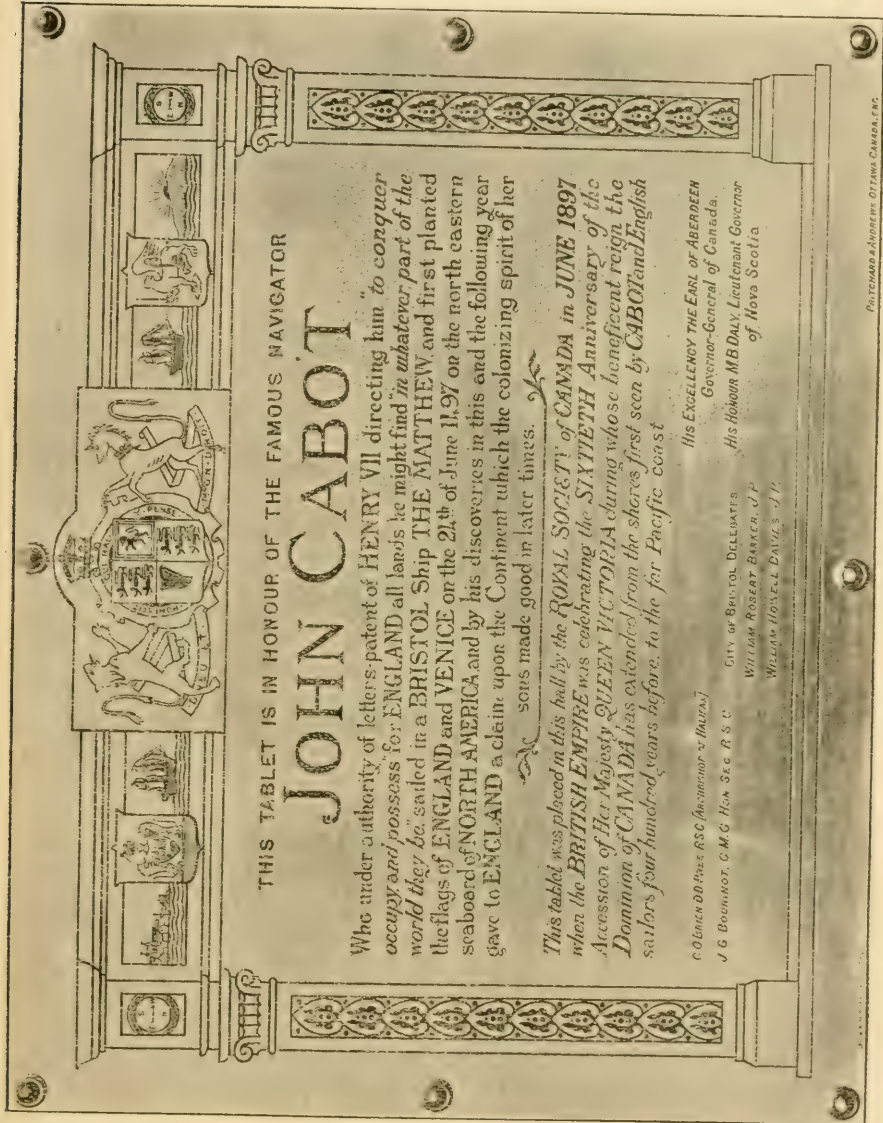 THIS TABLET IS IN HONOUR OF THE FAMOUS NAVIGATOR
JOHN CABOT
Who under authority of letters-patent of HENRY VII directing him "to conquer
occupy, and possess" for ENGLAND all lands he might find "in whatever part of the
world they be," sailed in a BRISTOL Ship THE MATTHEW, and first planted
the flags of ENGLAND and VENICE on the 24th of June 1497 on the north eastern
seaboard of NORTH AMERICA and by his discoveries in this and the following year
gave to ENGLAND a claim upon the Continent which the colonizing spirit of her
sons made good in later times.
This tablet was placed in this hall by the ROYAL SOCIETY of CANADA in JUNE 1897
when the BRITISH EMPIRE was celebrating the SIXTIETH Anniversary of the
Accession of Her Majesty QUEEN VICTORIA during whose beneficent reign the
Dominion of CANADA has extended from the shores first seen by CABOT and English
sailors four hundred years before, to the far Pacific coast
C O'BRIEN DD PRES. RSC [ARCHBISHOP OF HALIFAX]
J G BOURINOT, C.M.G HON SEC R S C
CITY OF BRISTOL DELEGATES
WILLIAM ROBERT BARKER, J P
WILLIAM HOWELL DAVIES J P.
HIS EXCELLENCY THE EARL OF ABERDEEN
Governor-General of Canada.
HIS HONOUR M.B DALY, Lieutenant Governor
of Nova Scotia
PRITCHARD & ANDREWS OTTAWA CANADA. ENG.